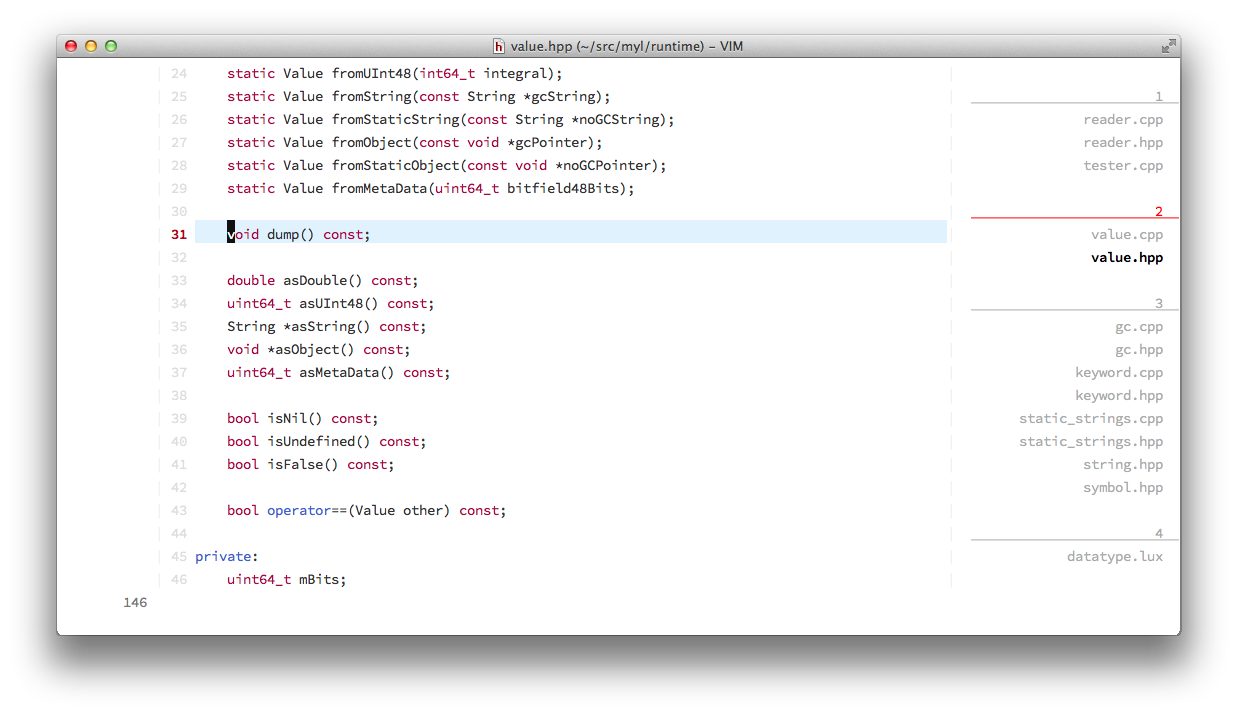 value.hpp (~/src/myl/runtime) – VIM
24 static Value fromUInt48(int64_t integral);
25 static Value fromString(const String *gcString);
26 static Value fromStaticString(const String *noGCString);
27 static Value fromObject(const void *gcPointer);
28 static Value fromStaticObject(const void *noGCPointer);
29 static Value fromMetaData(uint64_t bitfield48Bits);
30
31 void dump() const;
32
33 double asDouble() const;
34 uint64_t asUInt48() const;
35 String *asString() const;
36 void *asObject() const;
37 uint64_t asMetaData() const;
38
39 bool isNil() const;
40 bool isUndefined() const;
41 bool isFalse() const;
42
43 bool operator==(Value other) const;
44
45 private:
46 uint64_t mBits;
146
1
reader.cpp
reader.hpp
tester.cpp
2
value.cpp
value.hpp
3
gc.cpp
gc.hpp
keyword.cpp
keyword.hpp
static_strings.cpp
static_strings.hpp
string.hpp
symbol.hpp
4
datatype.lux